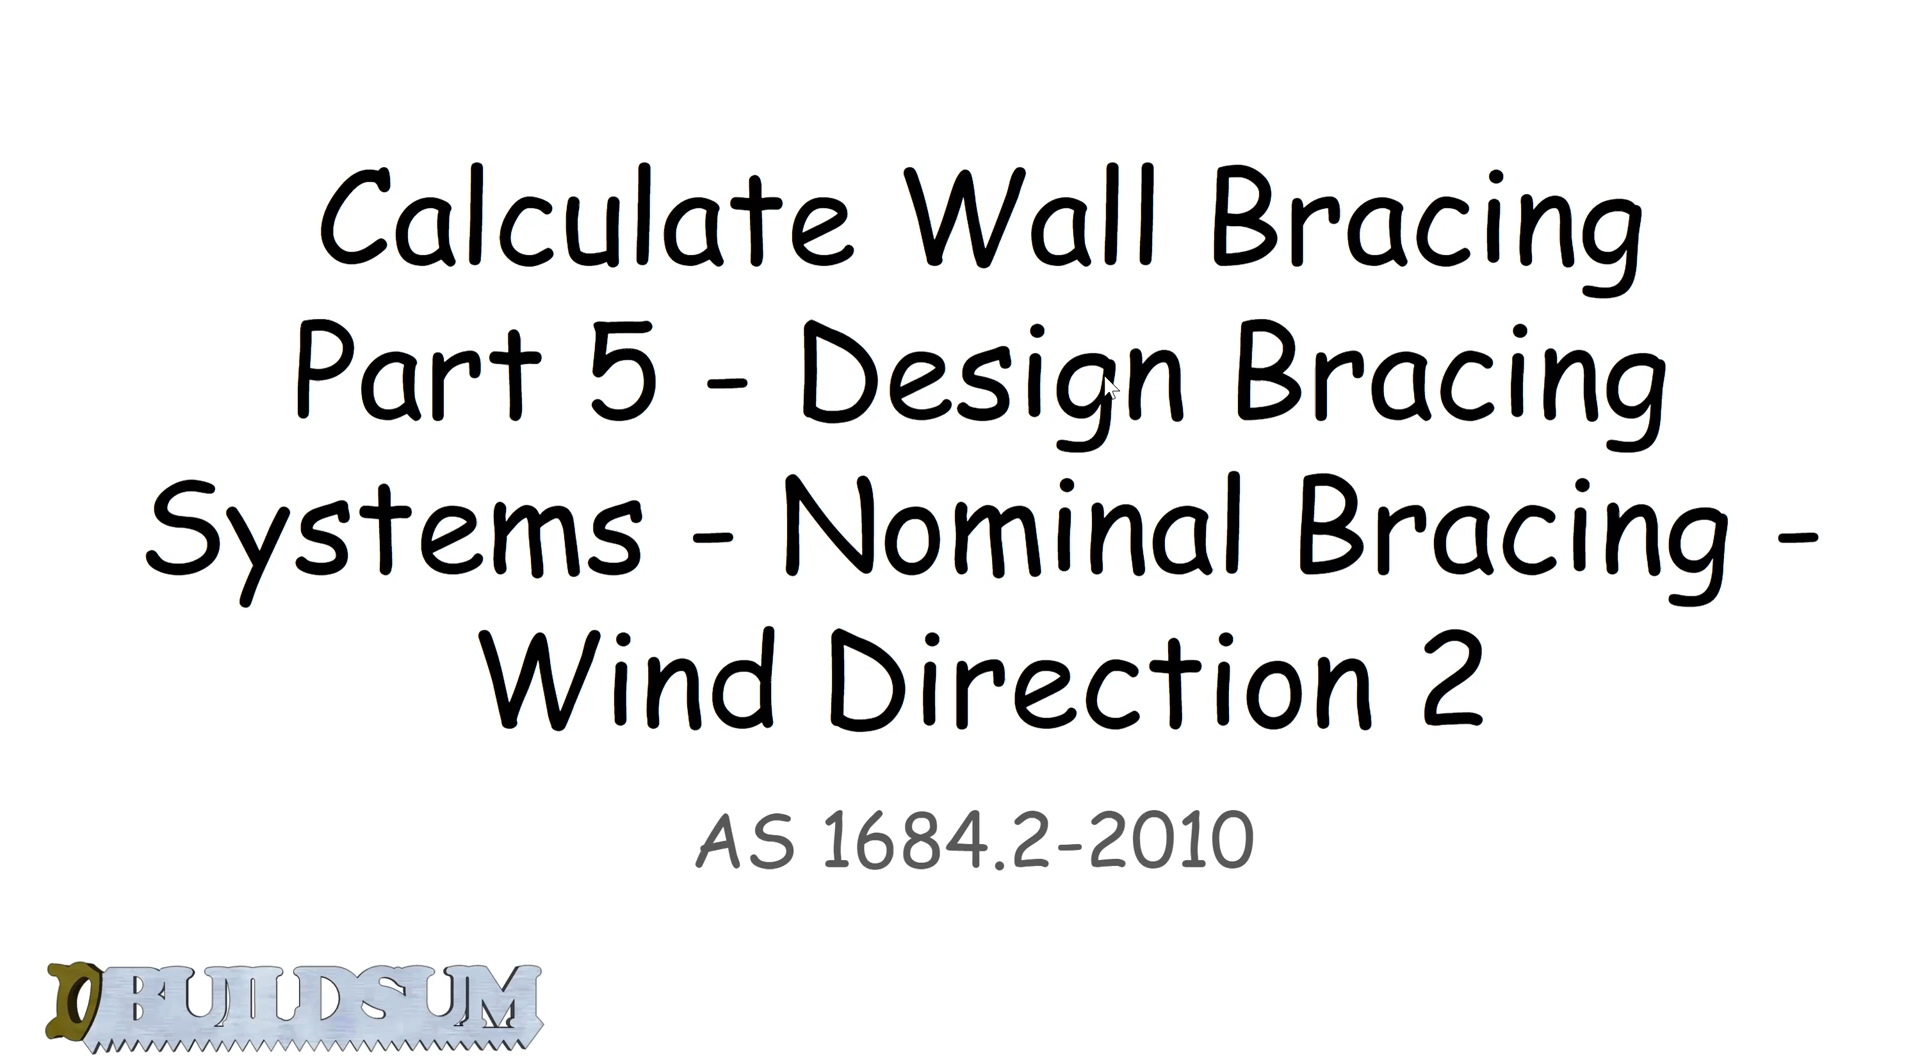 Calculate Wall Bracing
Part 5 - Design Bracing
Systems - Nominal Bracing -
Wind Direction 2
AS 1684.2-2010
BUILDSUM